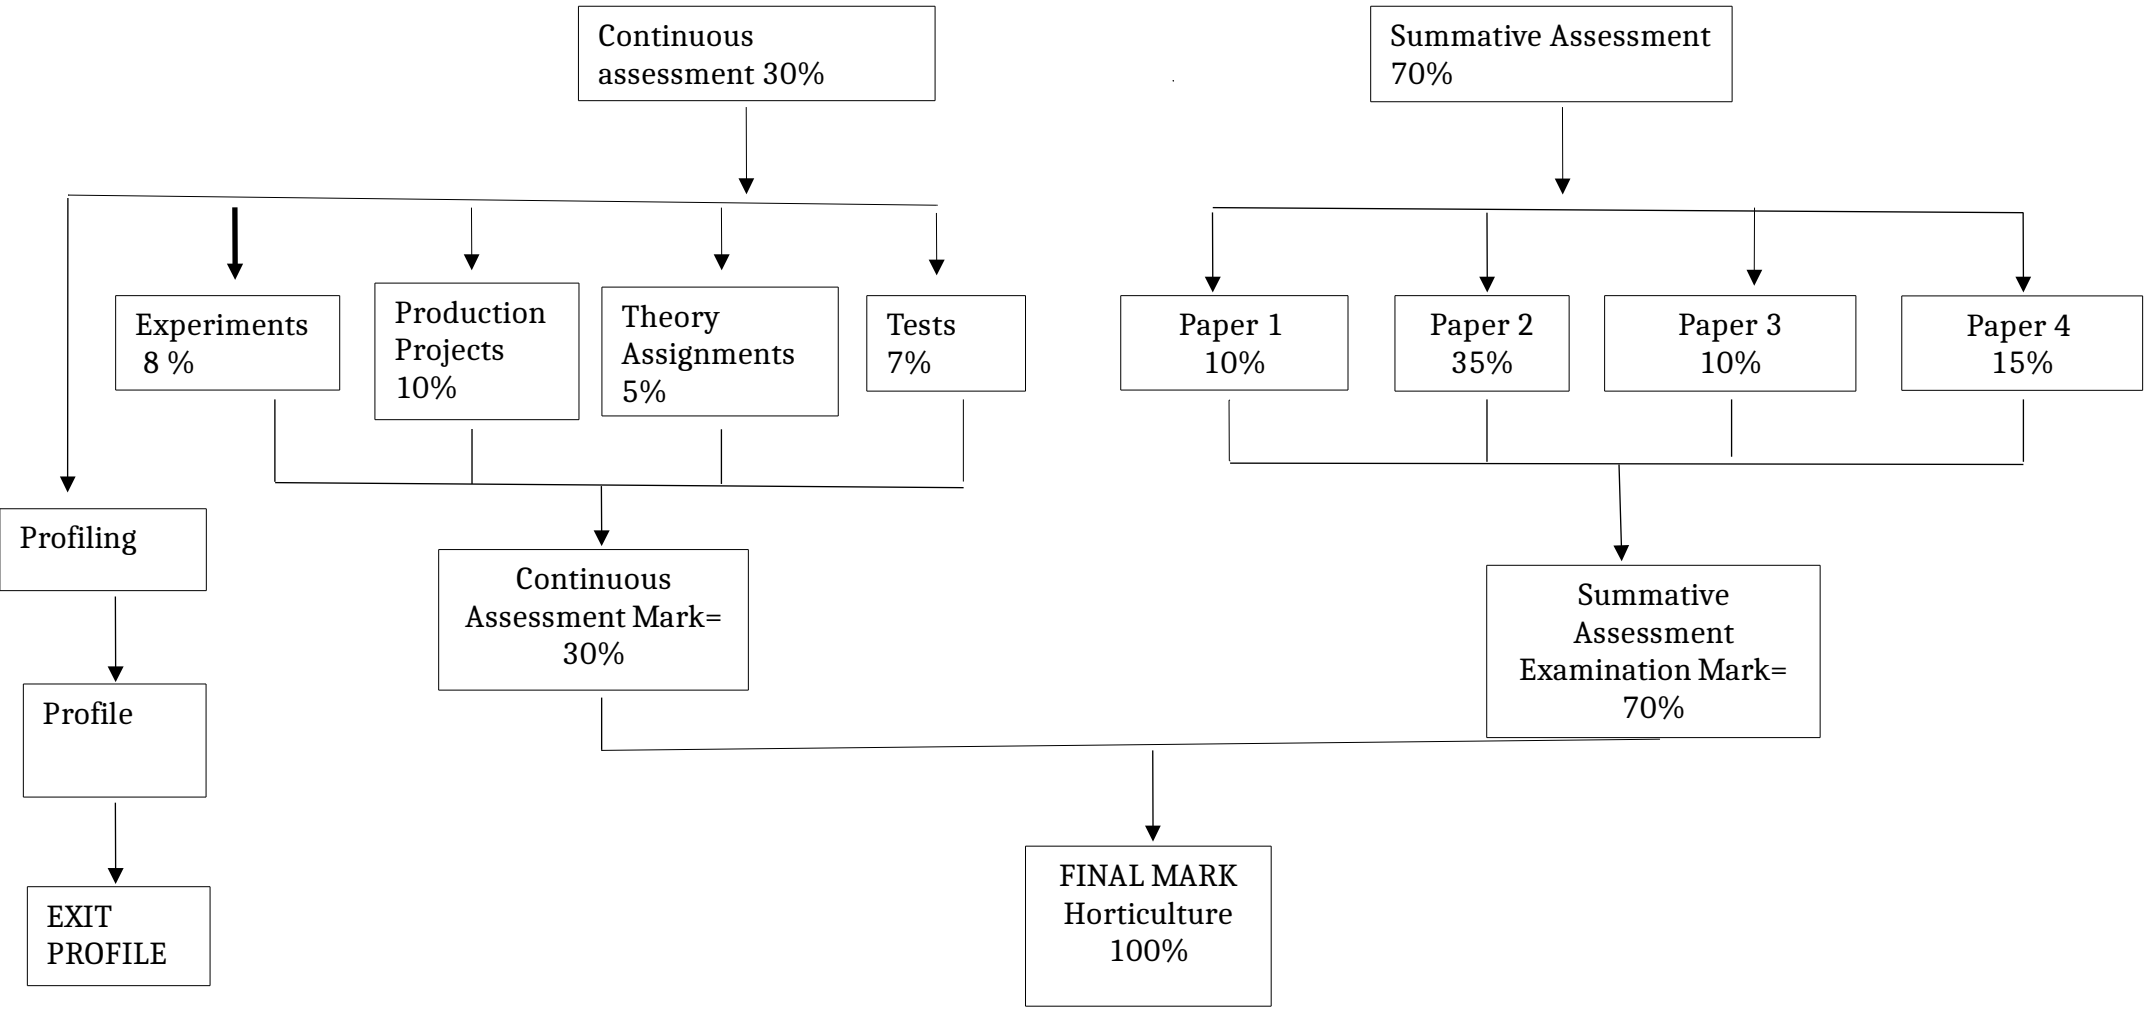 Continuous
assessment 30%
Summative Assessment
70%
Experiments
8 %
Production
Projects
10%
Theory
Assignments
5%
Tests
7%
Paper 1
10%
Paper 2
35%
Paper 3
10%
Paper 4
15%
Profiling
Continuous
Assessment Mark=
30%
Summative
Assessment
Examination Mark=
70%
Profile
EXIT
PROFILE
FINAL MARK
Horticulture
100%